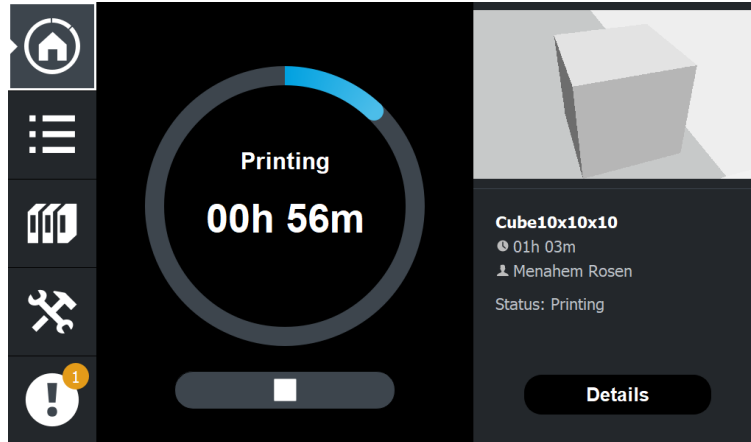 Printing
00h 56m
Cube10x10x10
01h 03m
Menahem Rosen
Status: Printing
1
Details